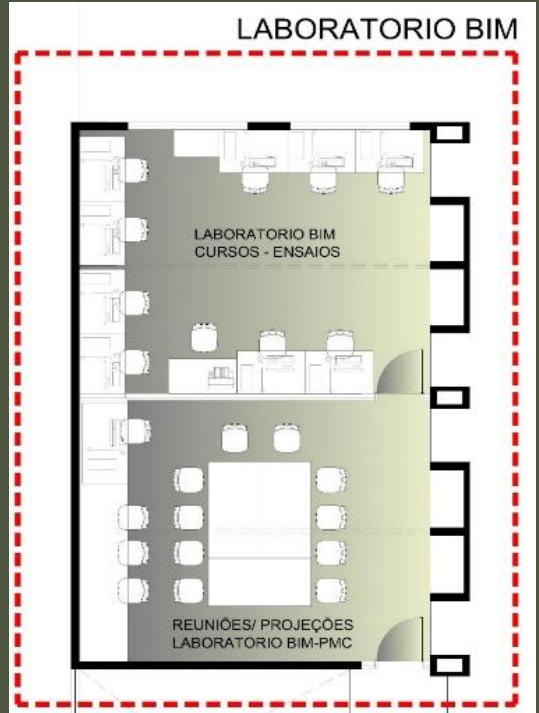 LABORATORIO BIM
LABORATORIO BIM
CURSOS - ENSAIOS
REUNIÕES/ PROJEÇÕES
LABORATORIO BIM-PMC